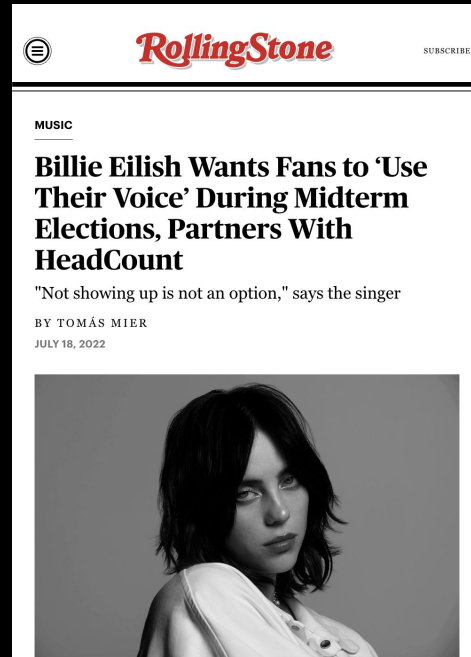 RollingStone
SUBSCRIBE
MUSIC
Billie Eilish Wants Fans to ‘Use
Their Voice’ During Midterm
Elections, Partners With
HeadCount
"Not showing up is not an option," says the singer
BY TOMÁS MIER
JULY 18, 2022